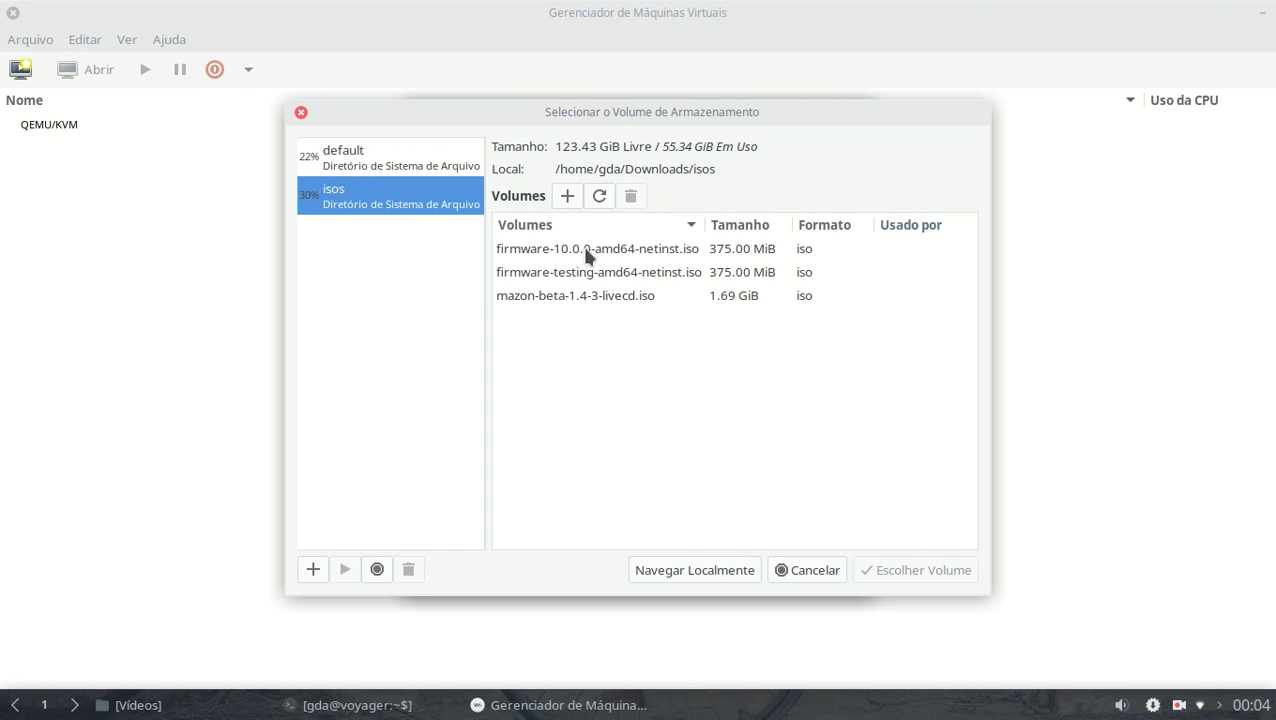 Gerenciador de Máquinas Virtuais
Arquivo Editar Ver Ajuda
Abrir
Nome Uso da CPU
QEMU/KVM
Selecionar o Volume de Armazenamento
22% default
Diretório de Sistema de Arquivo
30% isos
Diretório de Sistema de Arquivo
Tamanho: 123.43 GiB Livre / 55.34 GiB Em Uso
Local: /home/gda/Downloads/isos
Volumes
Volumes Tamanho Formato Usado por
firmware-10.0.0-amd64-netinst.iso 375.00 MiB iso
firmware-testing-amd64-netinst.iso 375.00 MiB iso
mazon-beta-1.4-3-livecd.iso 1.69 GiB iso
Navegar Localmente Cancelar Escolher Volume
1 [Vídeos] [gda@voyager:~$] Gerenciador de Máquina... 00:04